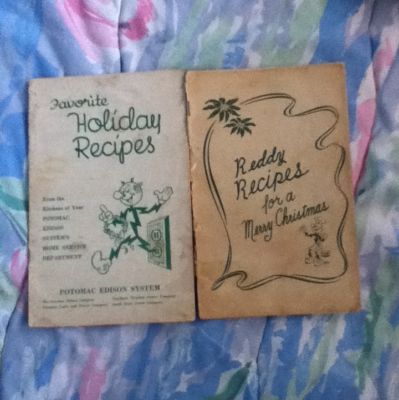 Favorite
Holiday
Recipes
From the
Kitchens of Your
POTOMAC
EDISON
SYSTEM'S
HOME SERVICE
DEPARTMENT
POTOMAC EDISON SYSTEM
Reddy
Recipes
for a
Merry Christmas